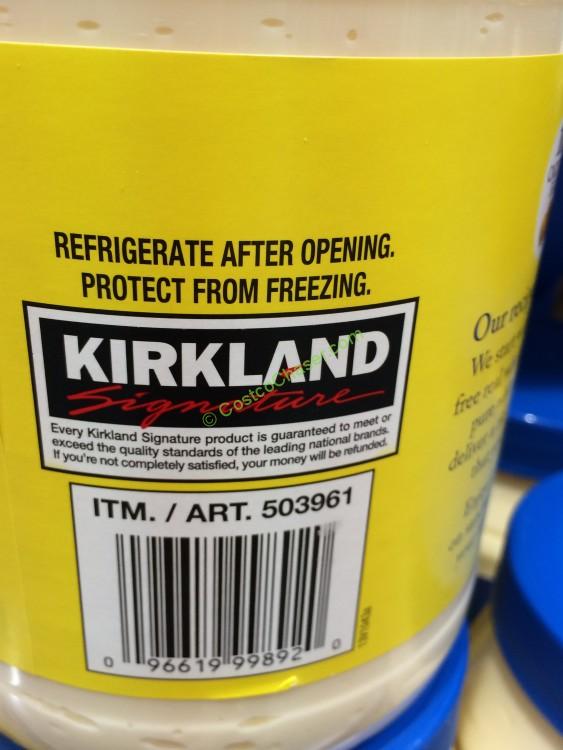 REFRIGERATE AFTER OPENING.
PROTECT FROM FREEZING.
KIRKLAND
Signature
© CostcoChaser.com
Every Kirkland Signature product is guaranteed to meet or
exceed the quality standards of the leading national brands.
If you're not completely satisfied, your money will be refunded.
ITM. / ART. 503961
0 96619 99892 0
Our
We
free
pure
deliver